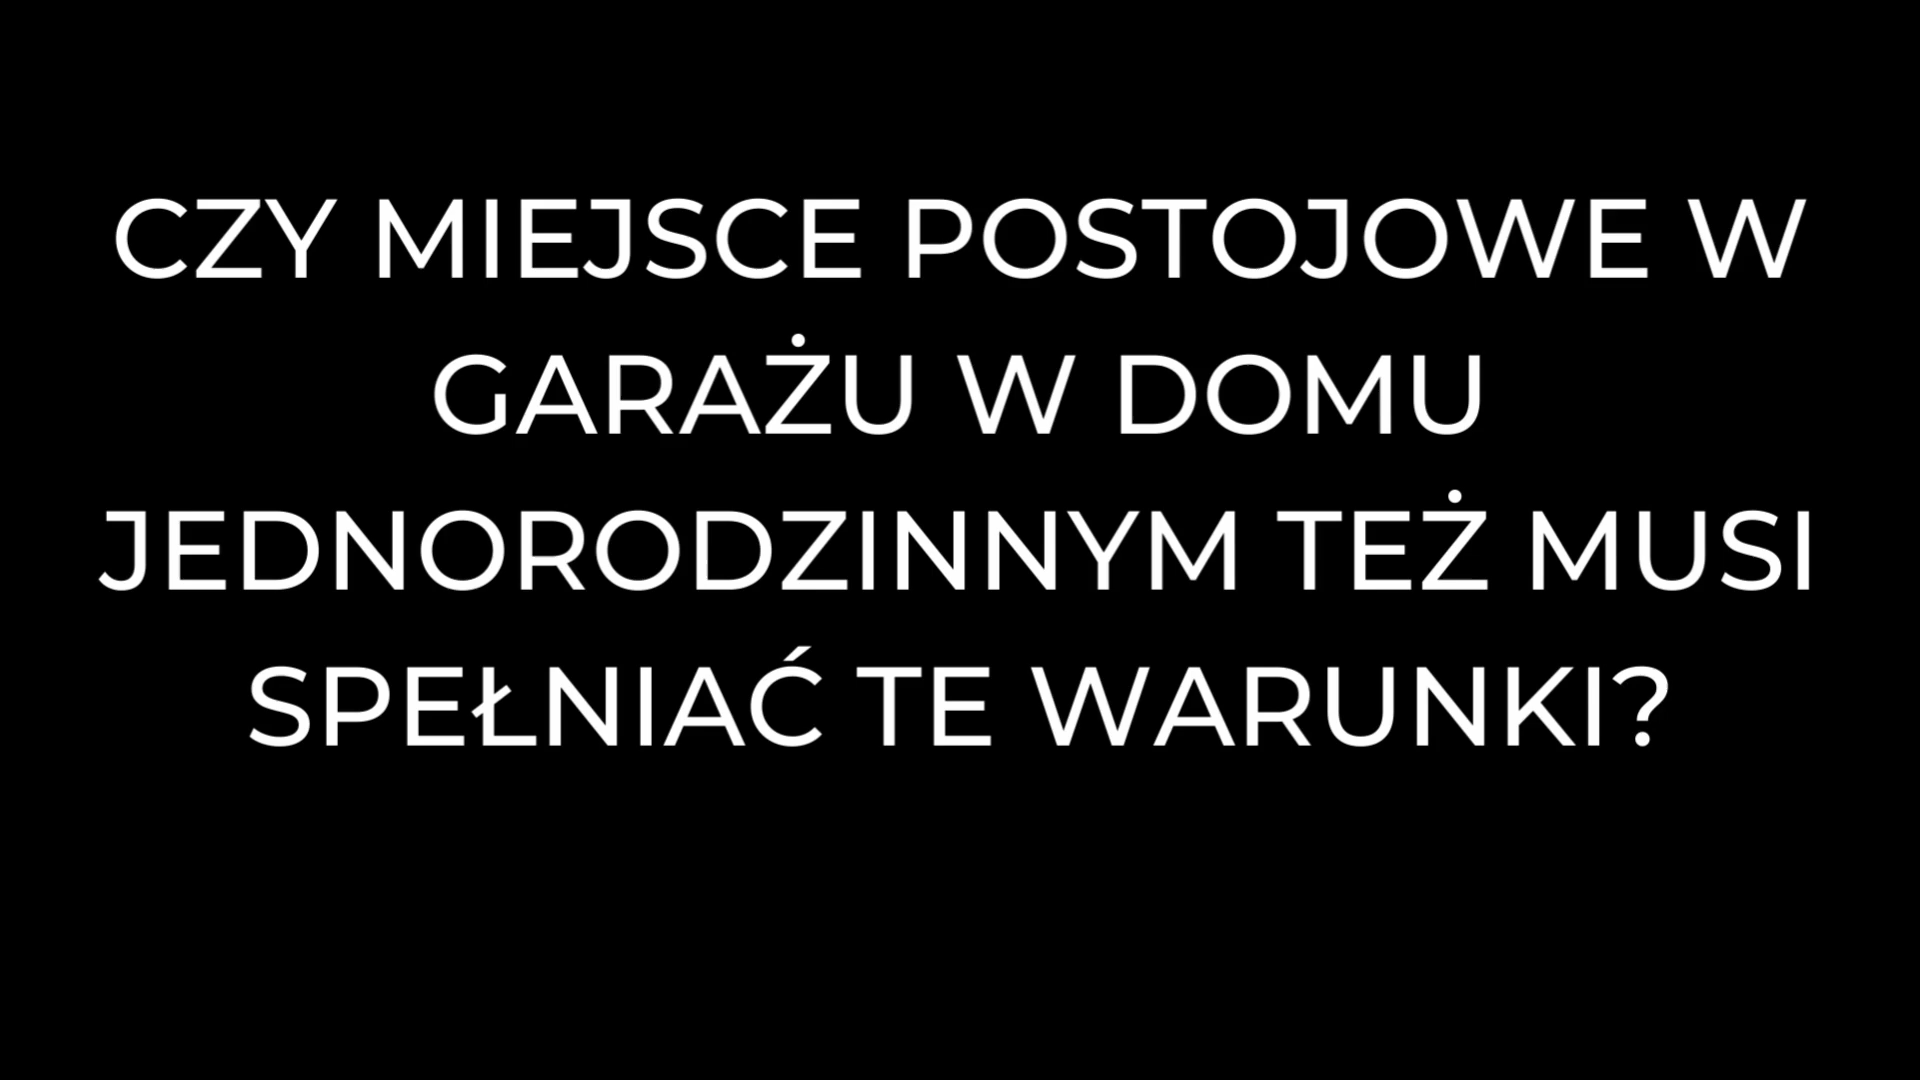 CZY MIEJSCE POSTOJOWE W
GARAŻU W DOMU
JEDNORODZINNYM TEŻ MUSI
SPEŁNIAĆ TE WARUNKI?